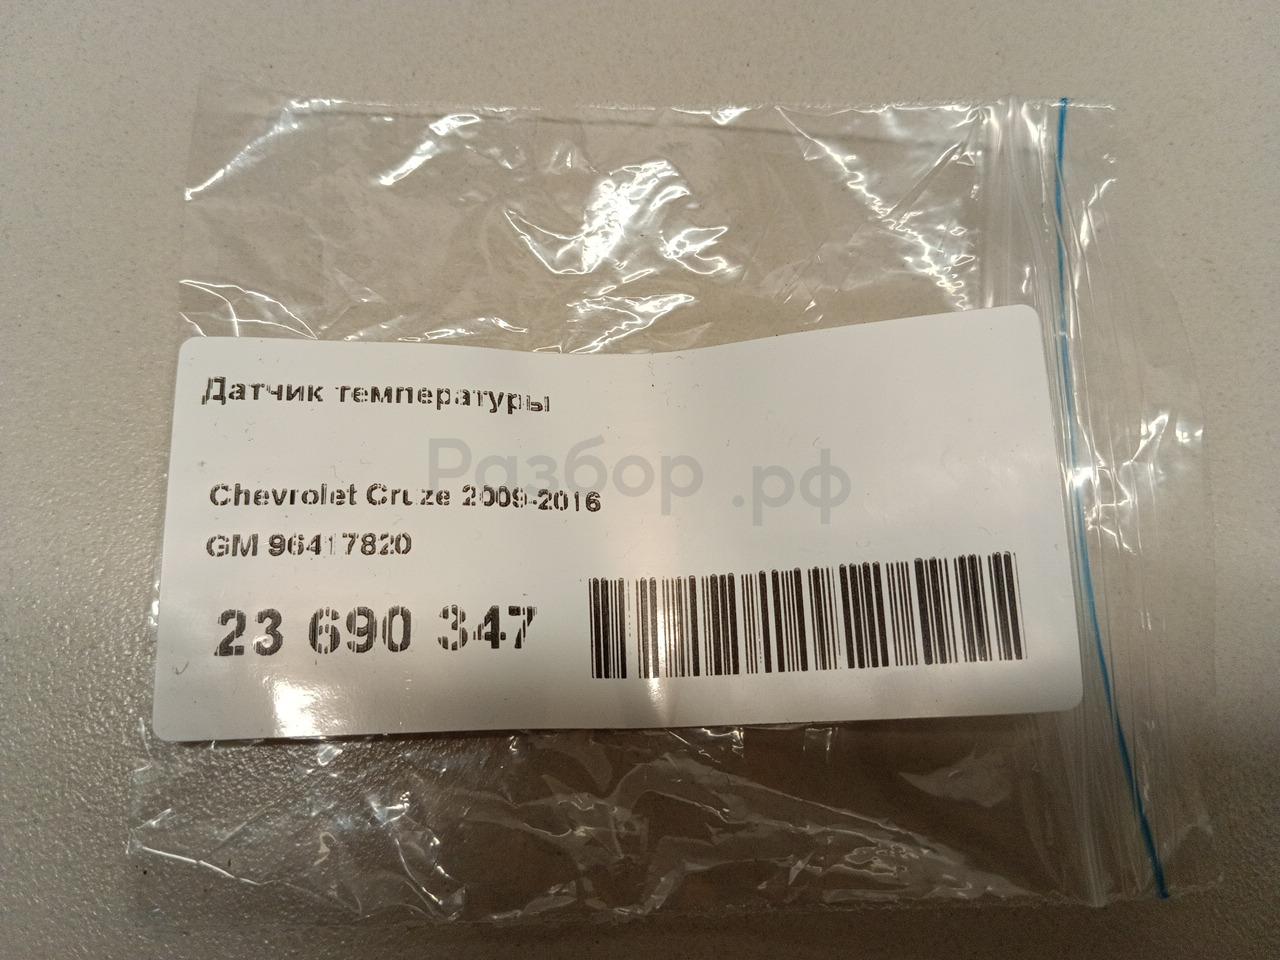 Датчик температуры
Разбор.рф
Chevrolet Cruze 2009-2016
GM 96417820
23 690 347